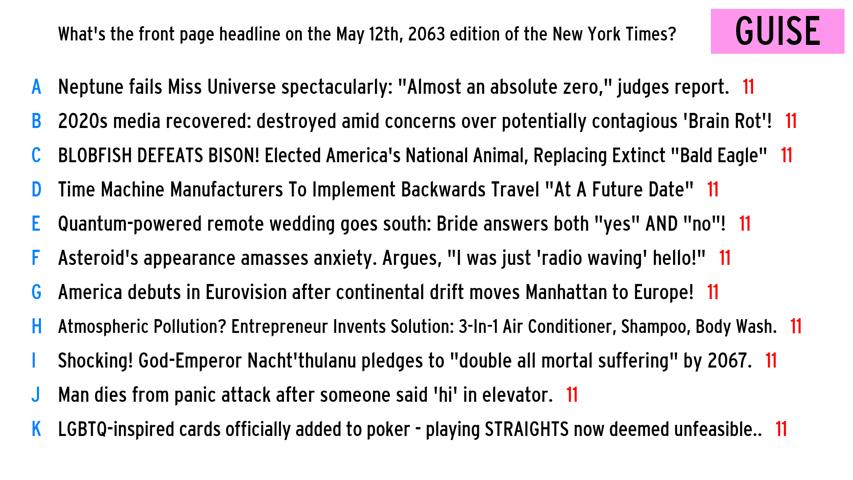 What's the front page headline on the May 12th, 2063 edition of the New York Times?
GUISE
A Neptune fails Miss Universe spectacularly: "Almost an absolute zero," judges report. 11
B 2020s media recovered: destroyed amid concerns over potentially contagious 'Brain Rot'! 11
C BLOBFISH DEFEATS BISON! Elected America's National Animal, Replacing Extinct "Bald Eagle" 11
D Time Machine Manufacturers To Implement Backwards Travel "At A Future Date" 11
E Quantum-powered remote wedding goes south: Bride answers both "yes" AND "no"! 11
F Asteroid's appearance amasses anxiety. Argues, "I was just 'radio waving' hello!" 11
G America debuts in Eurovision after continental drift moves Manhattan to Europe! 11
H Atmospheric Pollution? Entrepreneur Invents Solution: 3-In-1 Air Conditioner, Shampoo, Body Wash. 11
I Shocking! God-Emperor Nacht'thulanu pledges to "double all mortal suffering" by 2067. 11
J Man dies from panic attack after someone said 'hi' in elevator. 11
K LGBTQ-inspired cards officially added to poker - playing STRAIGHTS now deemed unfeasible.. 11